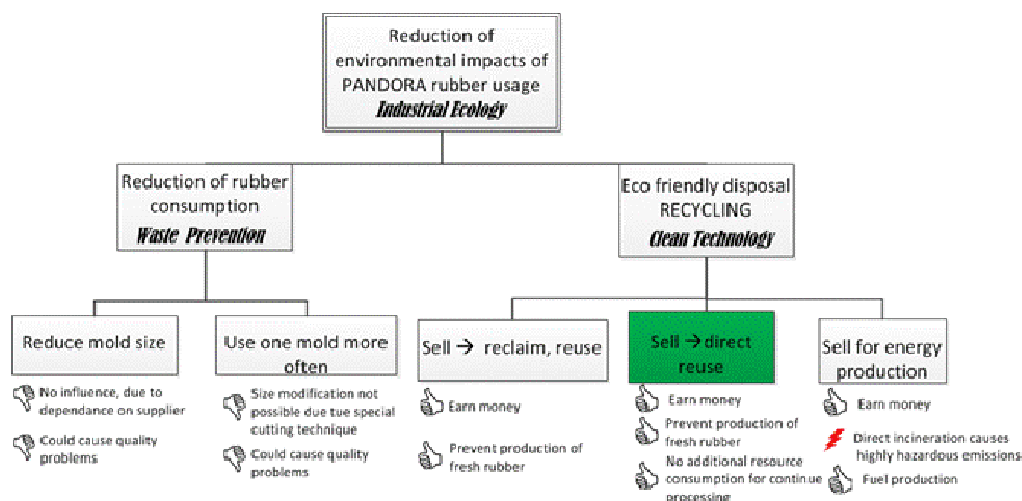 Reduction of
environmental impacts of
PANDORA rubber usage
Industrial Ecology
Reduction of rubber
consumption
Waste Prevention
Eco friendly disposal
RECYCLING
Clean Technology
Reduce mold size
Use one mold more
often
Sell → reclaim, reuse
Sell → direct
reuse
Sell for energy
production
No influence, due to
dependance on supplier
Could cause quality
problems
Size modification not
possible due tue special
cutting technique
Could cause quality
problems
Earn money
Prevent production
of fresh rubber
Earn money
Prevent production of
fresh rubber
No additional resource
consumption for continue
processing
Earn money
Direct incineration causes
highly hazardous emissions
Fuel production